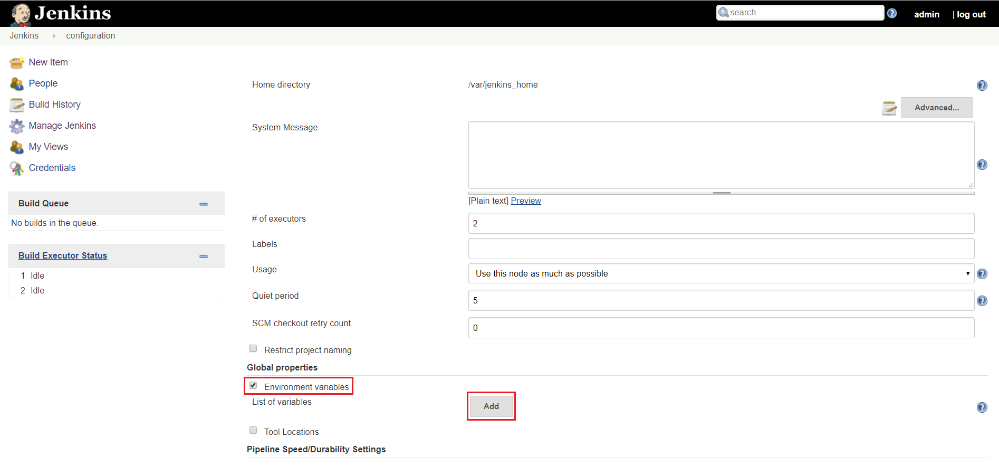 Jenkins
search
admin
| log out
Jenkins
configuration
New Item
People
Build History
Manage Jenkins
My Views
Credentials
Build Queue
No builds in the queue.
Build Executor Status
1 Idle
2 Idle
Home directory
/var/jenkins_home
Advanced...
System Message
[Plain text] Preview
# of executors
2
Labels
Usage
Use this node as much as possible
Quiet period
5
SCM checkout retry count
0
Restrict project naming
Global properties
Environment variables
List of variables
Add
Tool Locations
Pipeline Speed/Durability Settings